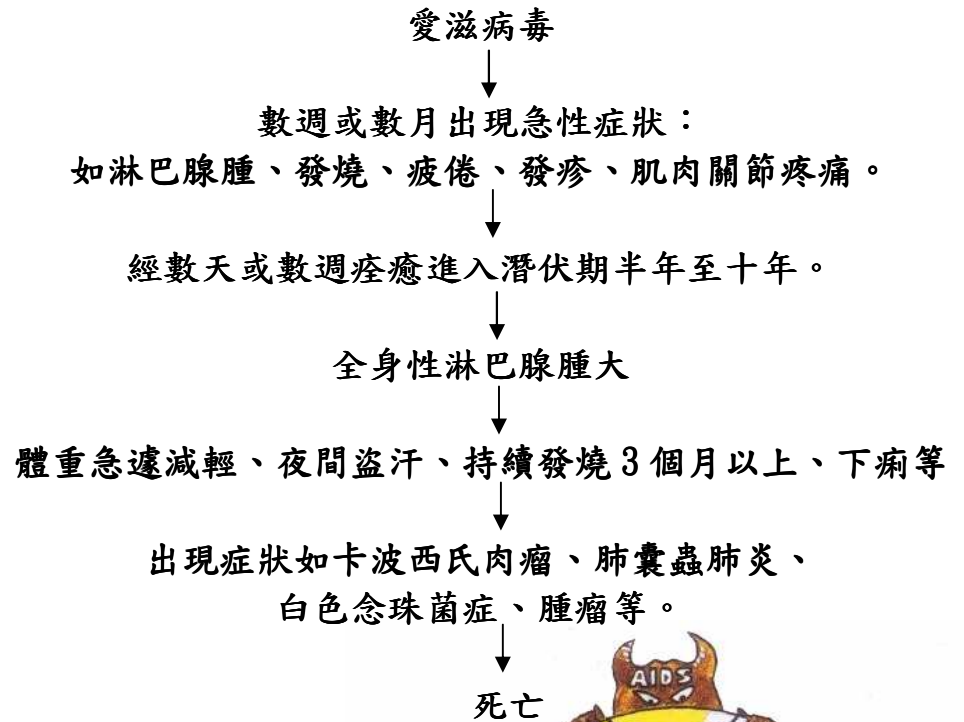 愛滋病毒
數週或數月出現急性症狀：
如淋巴腺腫、發燒、疲倦、發疹、肌肉關節疼痛。
經數天或數週痊癒進入潛伏期半年至十年。
全身性淋巴腺腫大
體重急遽減輕、夜間盜汗、持續發燒3個月以上、下痢等
出現症狀如卡波西氏肉瘤、肺囊蟲肺炎、
白色念珠菌症、腫瘤等。
死亡
AIDS